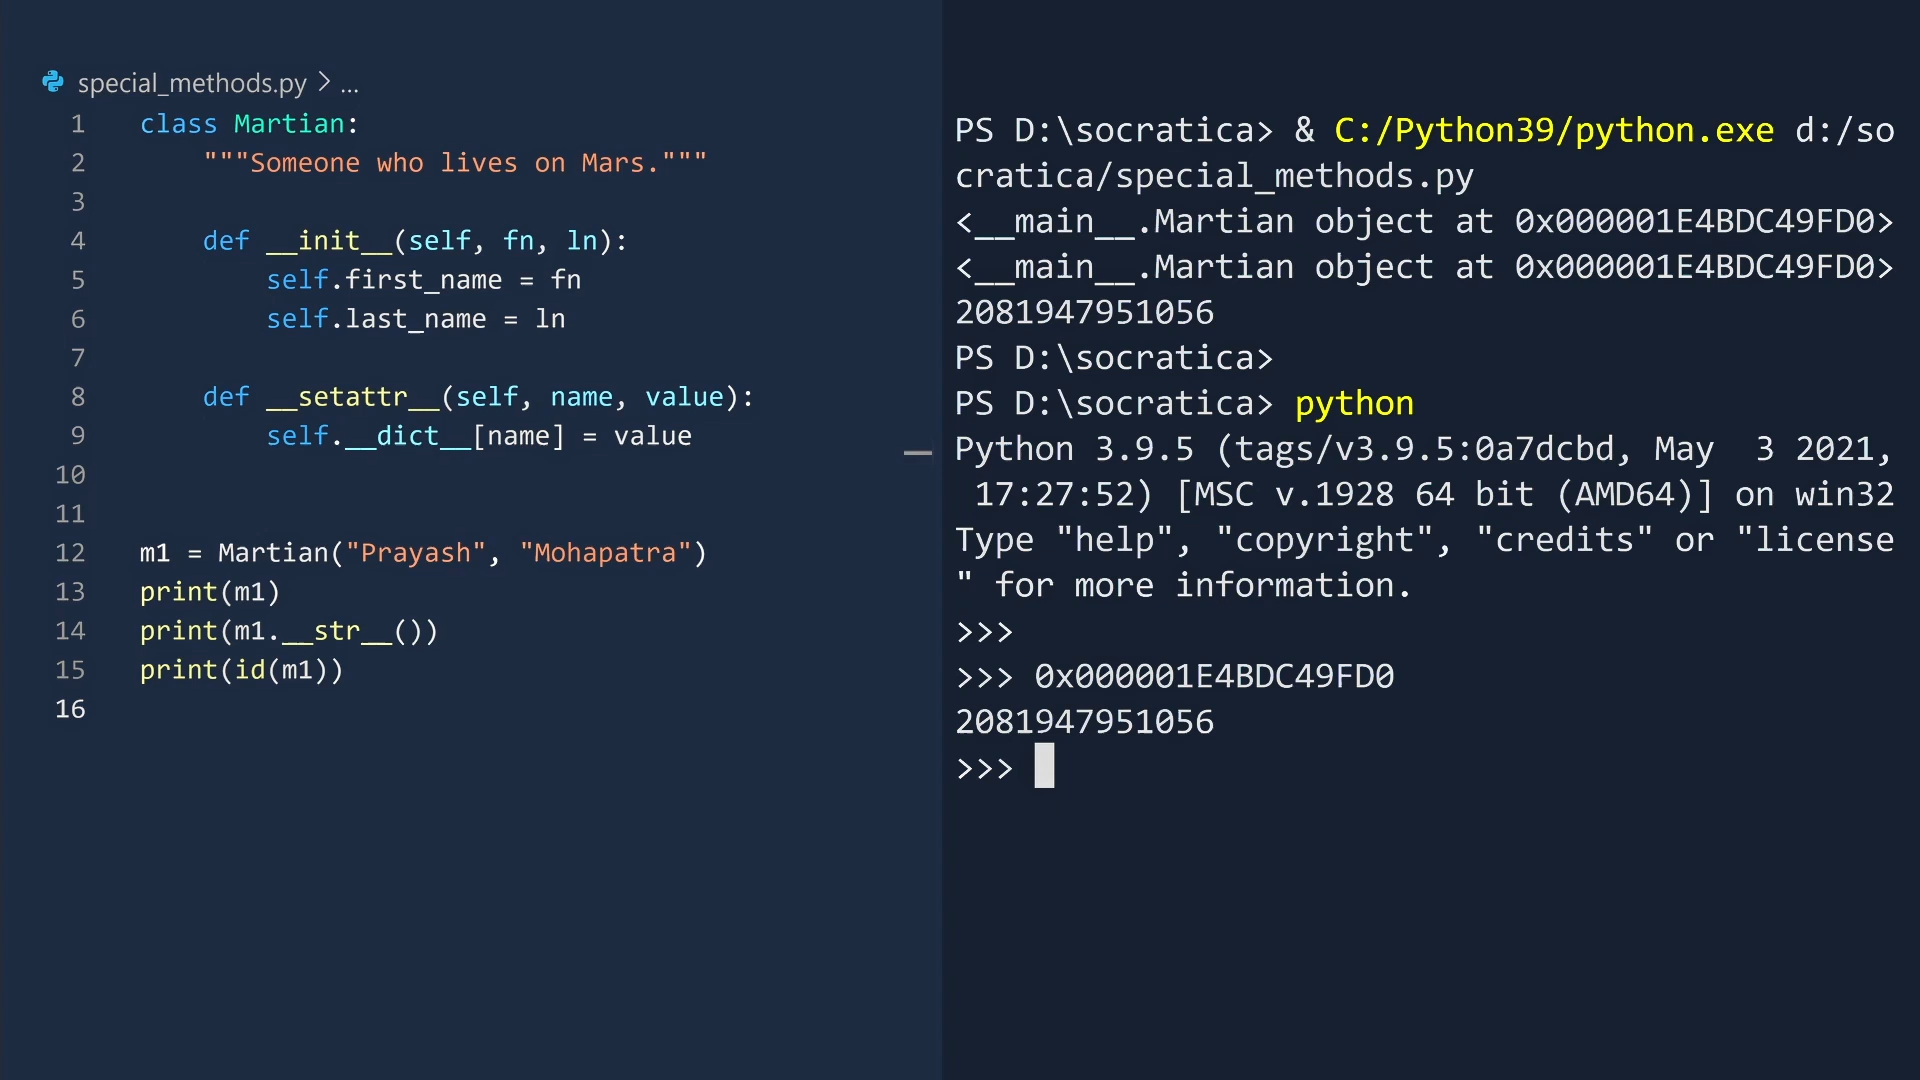 special_methods.py > ...
1 class Martian:
2 """Someone who lives on Mars."""
3
4 def __init__(self, fn, ln):
5 self.first_name = fn
6 self.last_name = ln
7
8 def __setattr__(self, name, value):
9 self.__dict__[name] = value
10
11
12 m1 = Martian("Prayash", "Mohapatra")
13 print(m1)
14 print(m1.__str__())
15 print(id(m1))
16
PS D:\socratica> & C:/Python39/python.exe d:/so
cratica/special_methods.py
<__main__.Martian object at 0x000001E4BDC49FD0>
<__main__.Martian object at 0x000001E4BDC49FD0>
2081947951056
PS D:\socratica>
PS D:\socratica> python
Python 3.9.5 (tags/v3.9.5:0a7dcbd, May  3 2021,
 17:27:52) [MSC v.1928 64 bit (AMD64)] on win32
Type "help", "copyright", "credits" or "license
" for more information.
>>>
>>> 0x000001E4BDC49FD0
2081947951056
>>>